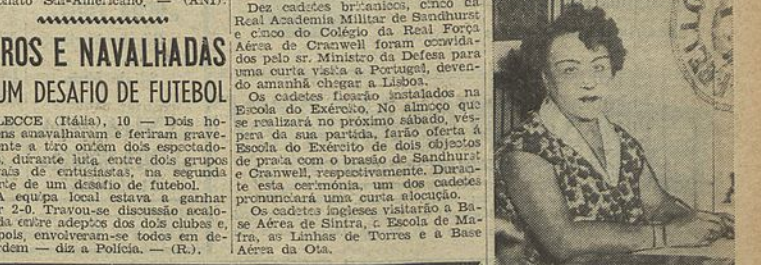 Sul-Americano. — (ANI).
ROS E NAVALHADAS
UM DESAFIO DE FUTEBOL
LECCE (Itália), 10 — Dois ho-
ens anavalharam e feriram grave-
nte a tiro ontem dois espectado-
, durante luta entre dois grupos
ais de entusiastas, na segunda
te de um desafio de futebol.
A equipa local estava a ganhar
r 2-0. Travou-se discussão acalo-
da entre adeptos dos dois clubes e,
pois, envolveram-se todos em de-
rdem — diz a Polícia. — (R.).
Dez cadetes britanicos, cinco da
Real Academia Militar de Sandhurst
e cinco do Colégio da Real Força
Aérea de Cranwell foram convida-
dos pelo sr. Ministro da Defesa para
uma curta visita a Portugal, deven-
do amanhã chegar a Lisboa.
Os cadetes ficarão instalados na
Escola do Exército. No almoço que
se realizará no próximo sábado, vés-
pera da sua partida, farão oferta á
Escola do Exército de dois objectos
de prata com o brasão de Sandhurst
e Cranwell, respectivamente. Duran-
te esta cerimónia, um dos cadetes
pronunciará uma curta alocução.
Os cadetes ingleses visitarão a Ba-
se Aérea de Sintra, a Escola de Ma-
fra, as Linhas de Torres e a Base
Aérea da Ota.